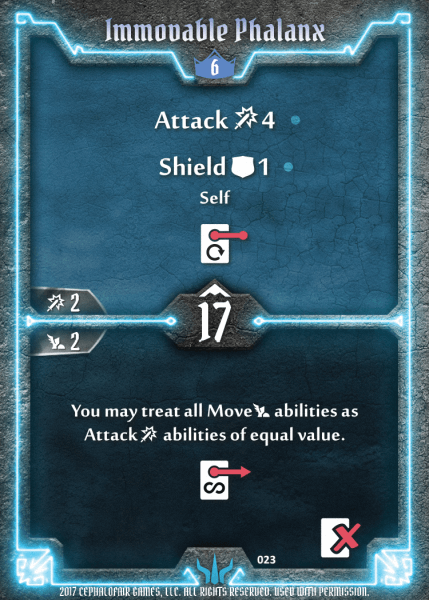 Immovable Phalanx
6
Attack 4
Shield 1
Self
2
17
2
You may treat all Move abilities as
Attack abilities of equal value.
023
2017 CEPHALOFAIR GAMES, LLC. ALL RIGHTS RESERVED. USED WITH PERMISSION.